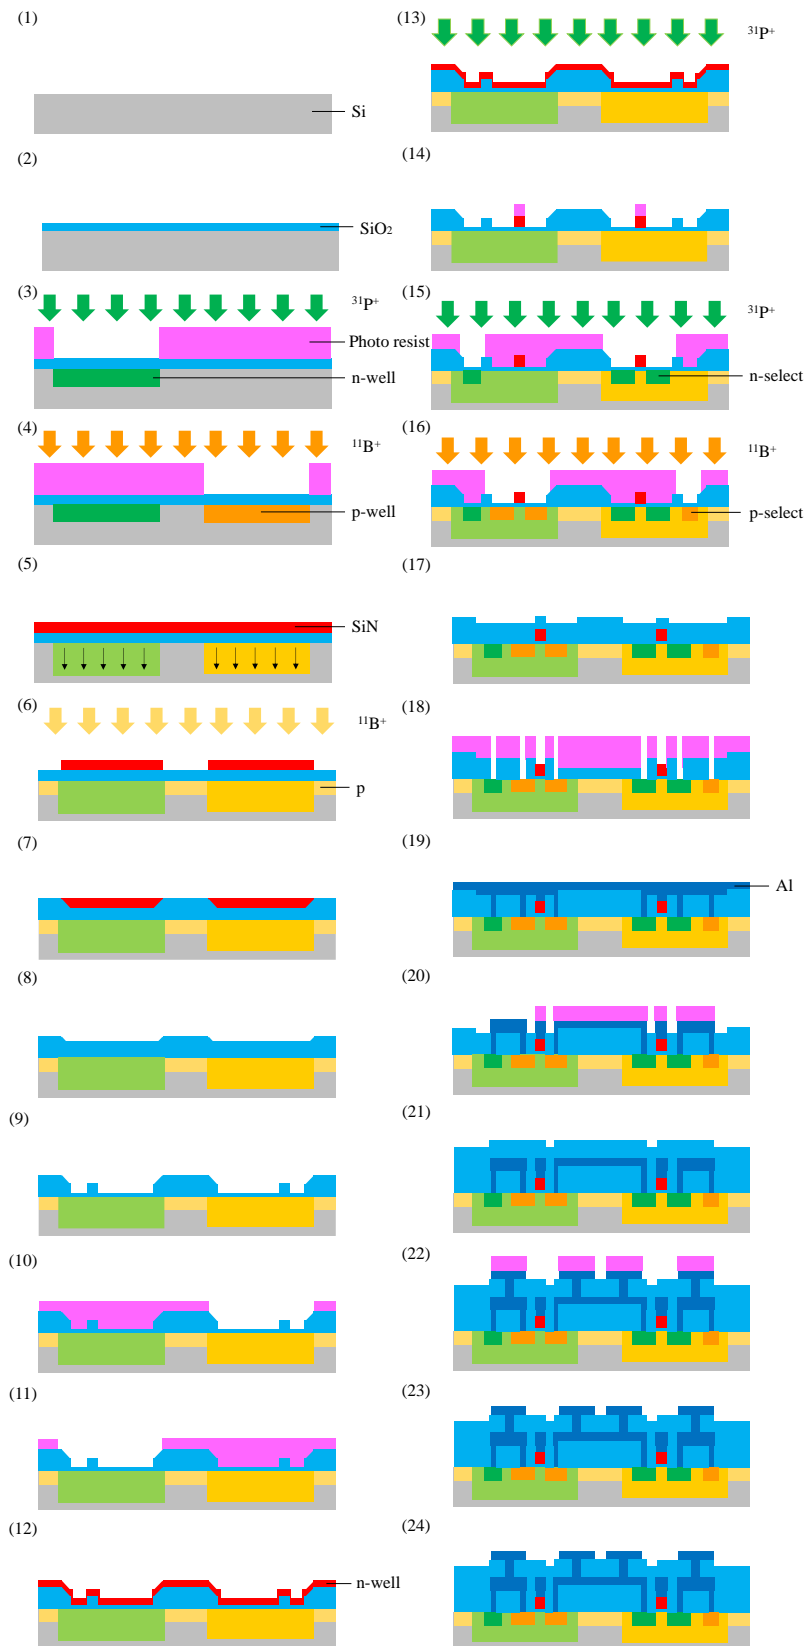 (1)
Si
(2)
SiO₂
(3)
³¹P⁺
Photo resist
n-well
(4)
¹¹B⁺
p-well
(5)
SiN
(6)
¹¹B⁺
p
(7)
(8)
(9)
(10)
(11)
(12)
n-well
(13)
³¹P⁺
(14)
(15)
³¹P⁺
n-select
(16)
¹¹B⁺
p-select
(17)
(18)
(19)
Al
(20)
(21)
(22)
(23)
(24)